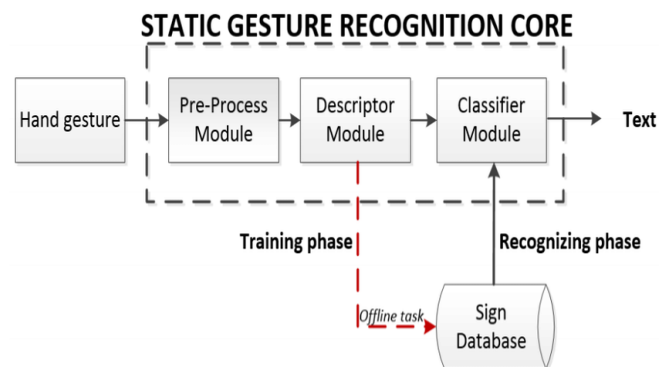 STATIC GESTURE RECOGNITION CORE
Hand gesture
Pre-Process
Module
Descriptor
Module
Classifier
Module
Text
Training phase
Recognizing phase
Offline task
Sign
Database